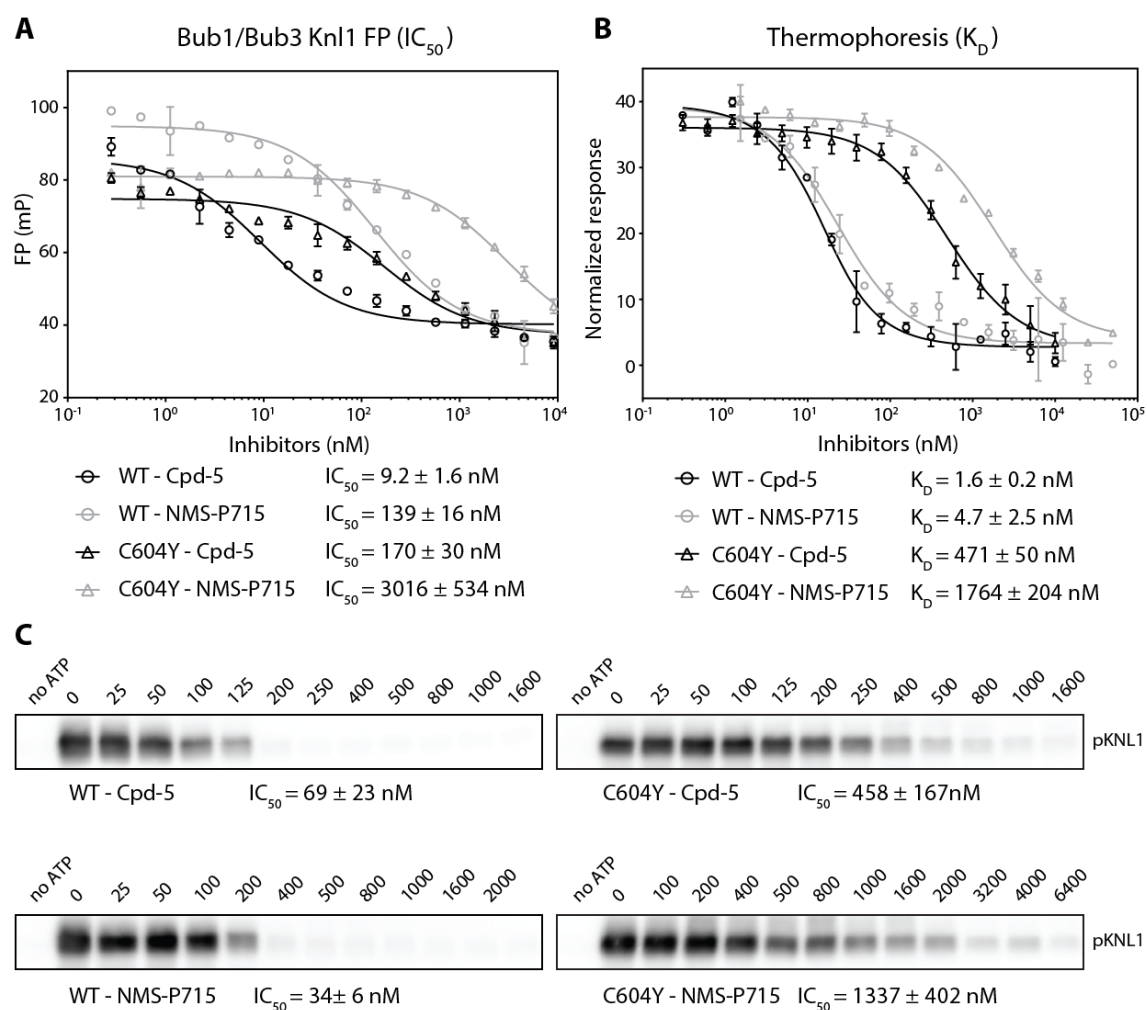 A
Bub1/Bub3 Knl1 FP (IC50)
100
80
60
40
20
FP (mP)
10-1
100
101
102
103
104
Inhibitors (nM)
WT - Cpd-5 IC50 = 9.2 ± 1.6 nM
WT - NMS-P715 IC50 = 139 ± 16 nM
C604Y - Cpd-5 IC50 = 170 ± 30 nM
C604Y - NMS-P715 IC50 = 3016 ± 534 nM
B
Thermophoresis (KD)
40
30
20
10
0
Normalized response
10-1
100
101
102
103
104
105
Inhibitors (nM)
WT - Cpd-5 KD = 1.6 ± 0.2 nM
WT - NMS-P715 KD = 4.7 ± 2.5 nM
C604Y - Cpd-5 KD = 471 ± 50 nM
C604Y - NMS-P715 KD = 1764 ± 204 nM
C
no ATP 0 25 50 100 125 200 250 400 500 800 1000 1600
WT - Cpd-5 IC50 = 69 ± 23 nM
no ATP 0 25 50 100 125 200 250 400 500 800 1000 1600
pKNL1
C604Y - Cpd-5 IC50 = 458 ± 167nM
no ATP 0 25 50 100 200 400 500 800 1000 1600 2000
WT - NMS-P715 IC50 = 34± 6 nM
no ATP 0 100 200 400 500 800 1000 1600 2000 3200 4000 6400
pKNL1
C604Y - NMS-P715 IC50 = 1337 ± 402 nM